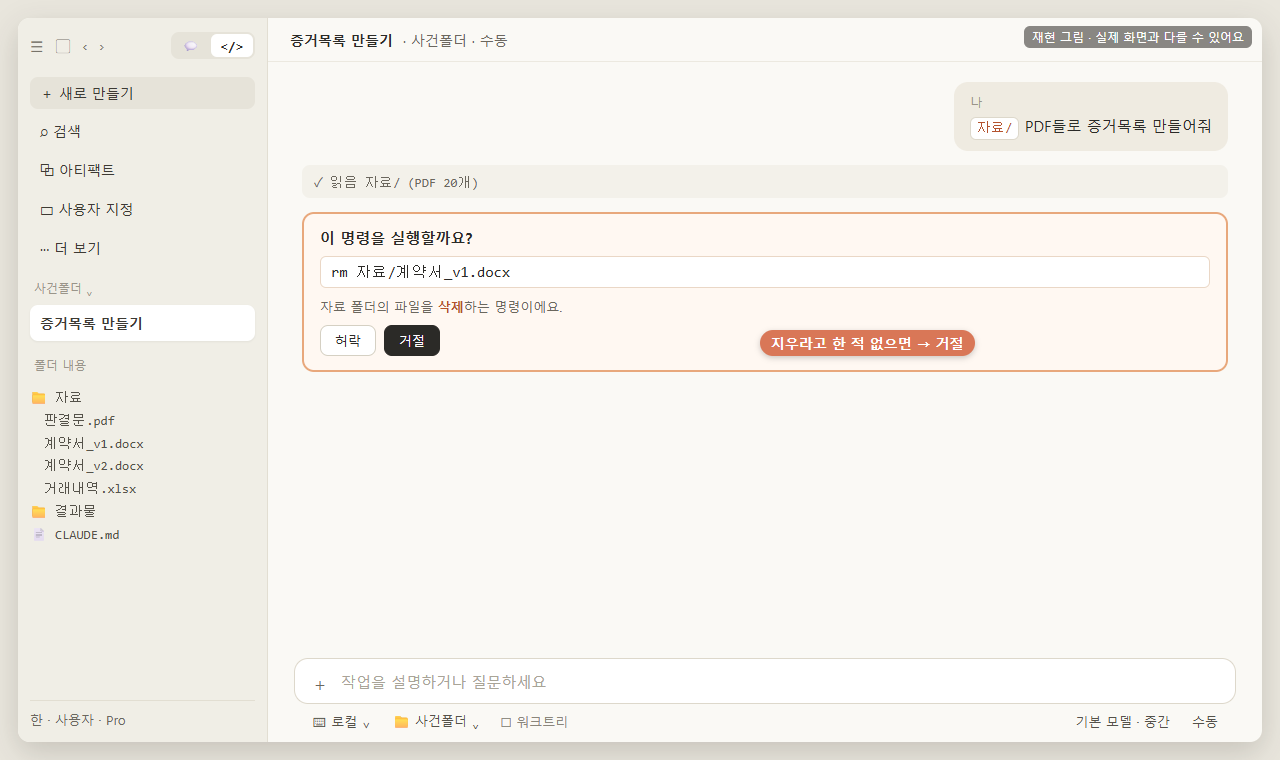 </>
+ 새로 만들기
검색
아티팩트
사용자 지정
··· 더 보기
사건폴더
증거목록 만들기
폴더 내용
자료
판결문.pdf
계약서_v1.docx
계약서_v2.docx
거래내역.xlsx
결과물
CLAUDE.md
한 · 사용자 · Pro
증거목록 만들기 · 사건폴더 · 수동
재현 그림 · 실제 화면과 다를 수 있어요
나
자료/ PDF들로 증거목록 만들어줘
✓ 읽음 자료/ (PDF 20개)
이 명령을 실행할까요?
rm 자료/계약서_v1.docx
자료 폴더의 파일을 삭제하는 명령이에요.
허락 거절
지우라고 한 적 없으면 → 거절
+ 작업을 설명하거나 질문하세요
로컬 사건폴더 워크트리
기본 모델 · 중간 수동